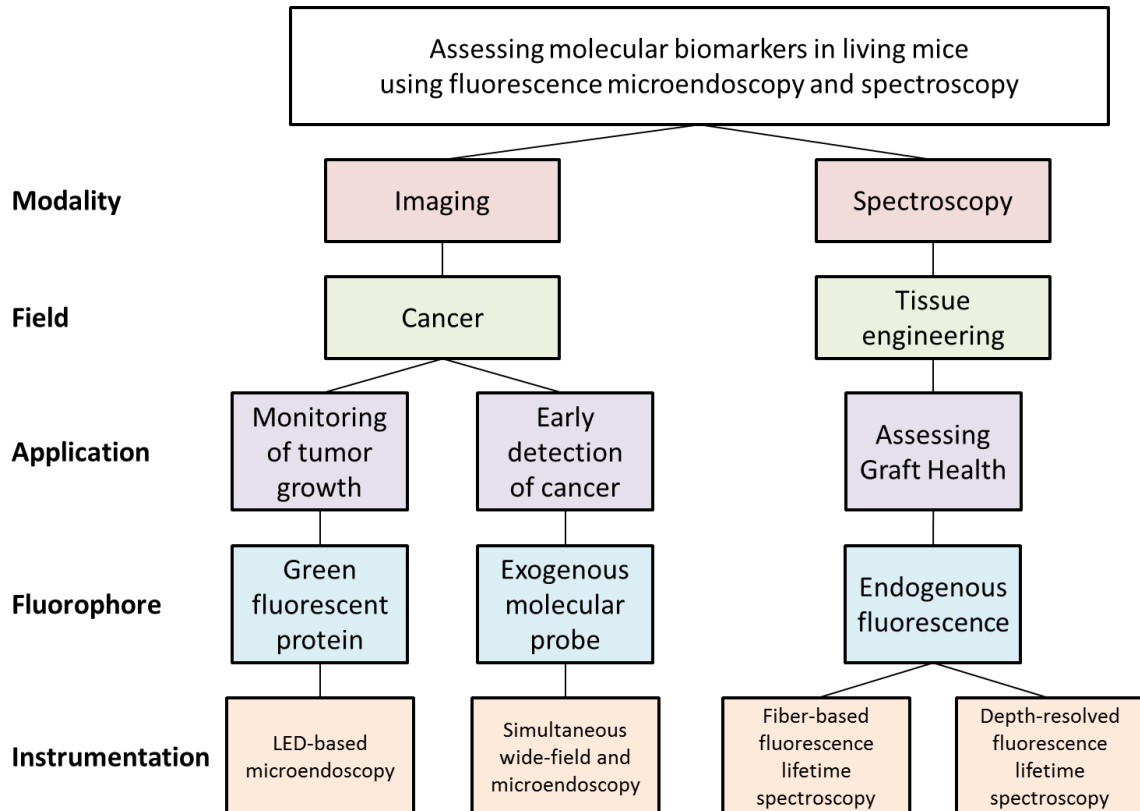 Assessing molecular biomarkers in living mice
using fluorescence microendoscopy and spectroscopy
Modality
Imaging
Spectroscopy
Field
Cancer
Tissue
engineering
Application
Monitoring
of tumor
growth
Early
detection
of cancer
Assessing
Graft Health
Fluorophore
Green
fluorescent
protein
Exogenous
molecular
probe
Endogenous
fluorescence
Instrumentation
LED-based
microendoscopy
Simultaneous
wide-field and
microendoscopy
Fiber-based
fluorescence
lifetime
spectroscopy
Depth-resolved
fluorescence
lifetime
spectroscopy